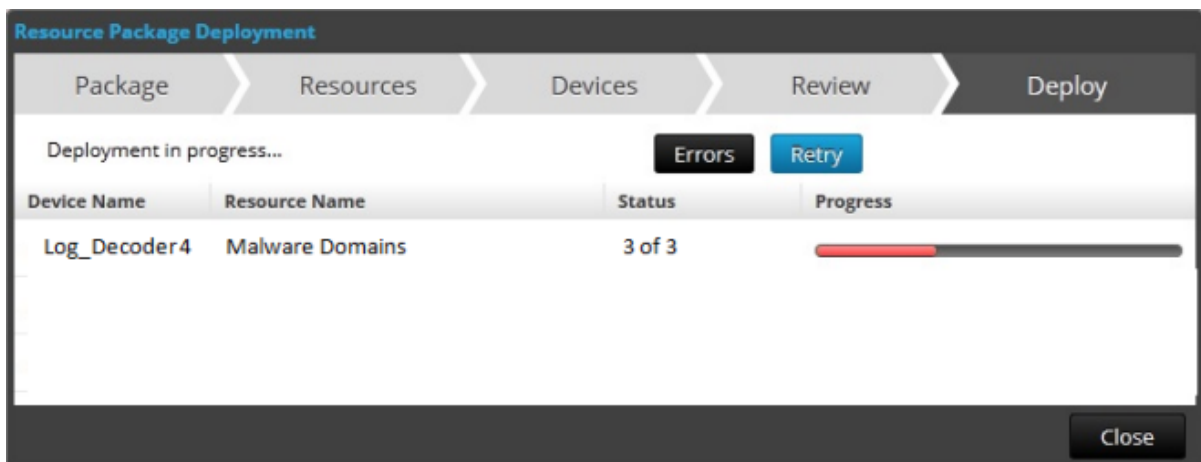 Resource Package Deployment
Package Resources Devices Review Deploy
Deployment in progress... Errors Retry
Device Name Resource Name Status Progress
Log_Decoder4 Malware Domains 3 of 3
Close